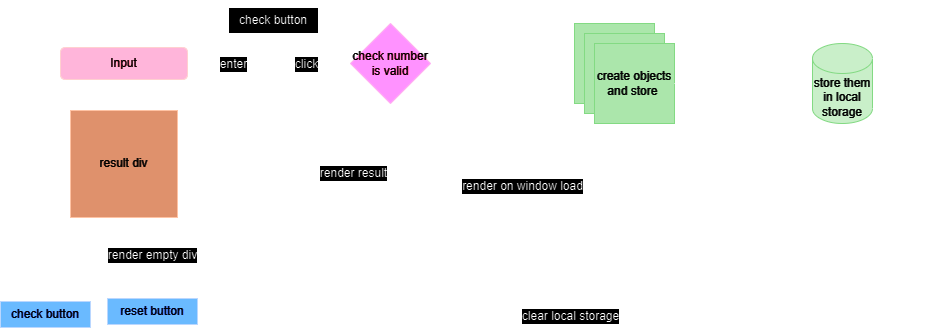 check button
Input
enter
click
check number
is valid
create objects
and store
store them
in local
storage
result div
render result
render on window load
render empty div
check button
reset button
clear local storage